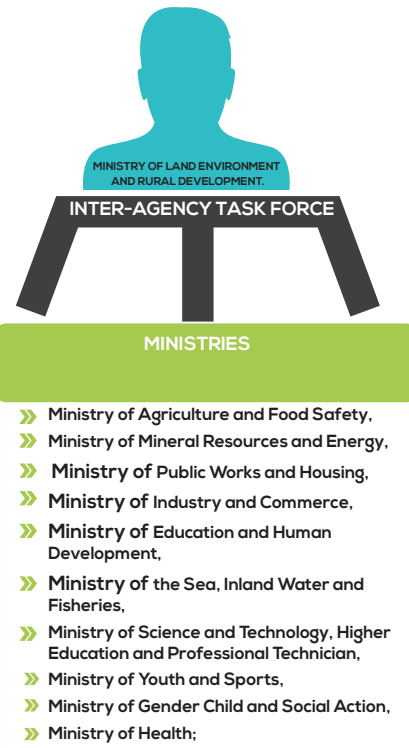 MINISTRY OF LAND ENVIRONMENT
AND RURAL DEVELOPMENT.
INTER-AGENCY TASK FORCE
MINISTRIES
Ministry of Agriculture and Food Safety,
Ministry of Mineral Resources and Energy,
Ministry of Public Works and Housing,
Ministry of Industry and Commerce,
Ministry of Education and Human
Development,
Ministry of the Sea, Inland Water and
Fisheries,
Ministry of Science and Technology, Higher
Education and Professional Technician,
Ministry of Youth and Sports,
Ministry of Gender Child and Social Action,
Ministry of Health;